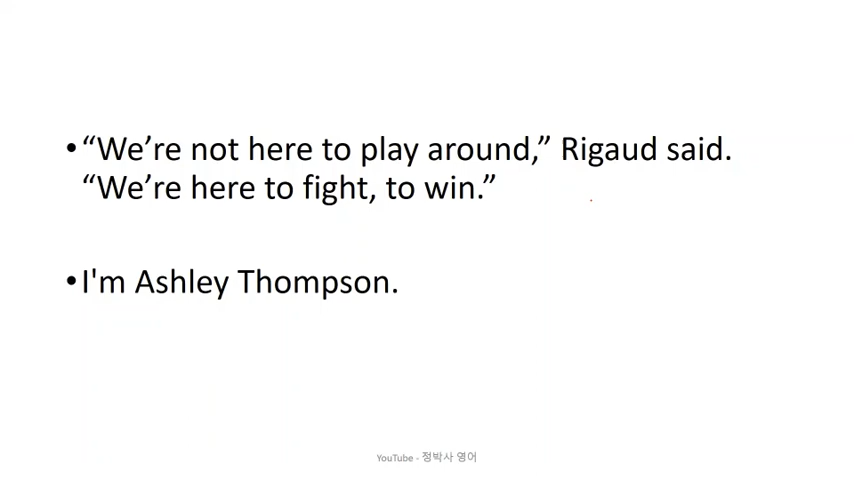 •“We’re not here to play around,” Rigaud said.
“We’re here to fight, to win.”
•I'm Ashley Thompson.
YouTube - 정박사 영어